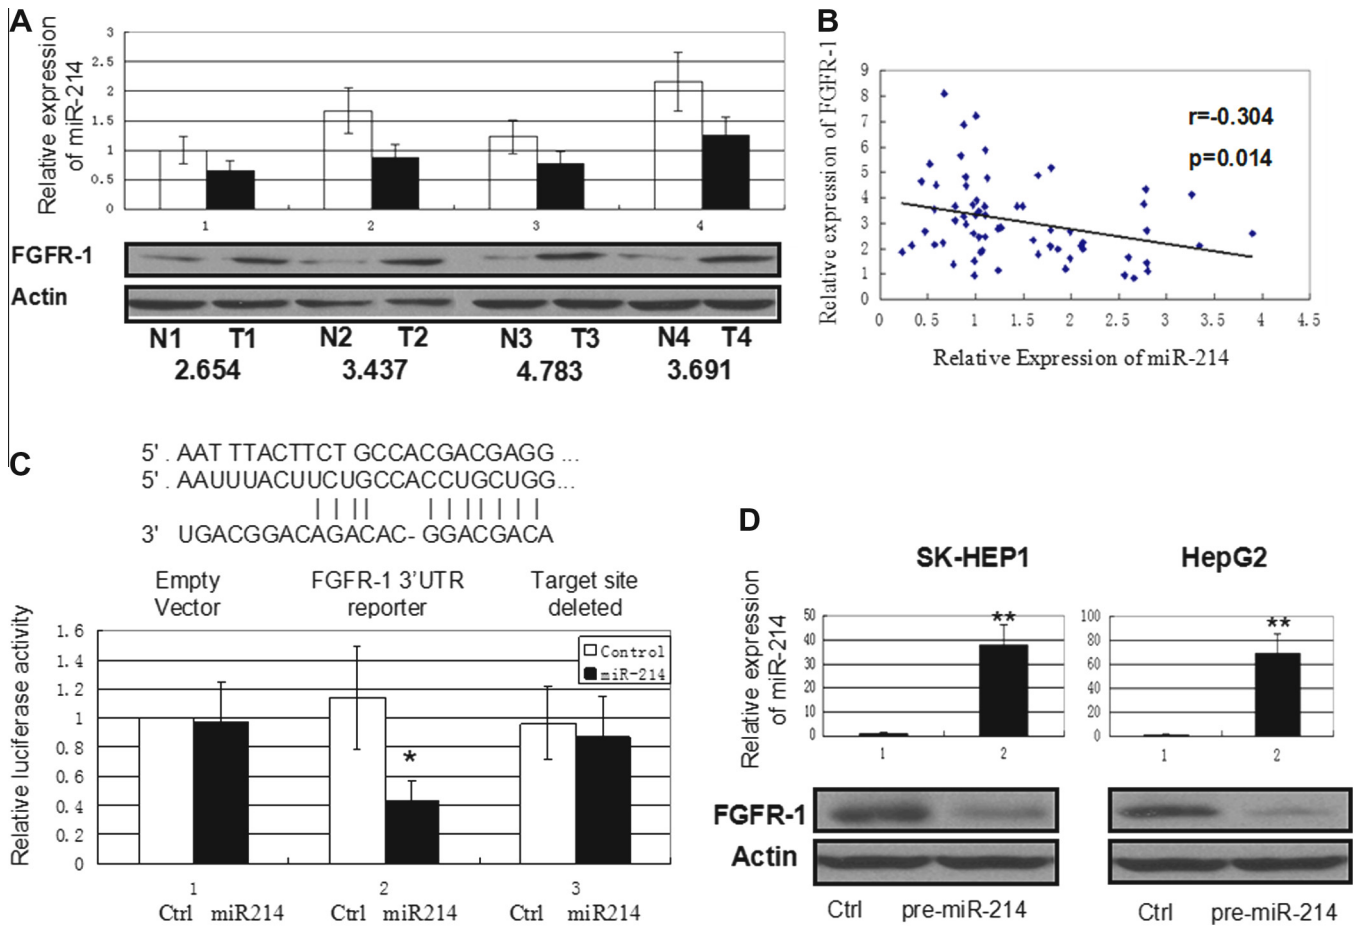 A
Relative expression
of miR-214
3
2.5
2
1.5
1
0.5
0
1 2 3 4
FGFR-1
Actin
N1 T1 N2 T2 N3 T3 N4 T4
2.654 3.437 4.783 3.691
B
Relative expression of FGFR-1
9
8
7
6
5
4
3
2
1
0
r=-0.304
p=0.014
0 0.5 1 1.5 2 2.5 3 3.5 4 4.5
Relative Expression of miR-214
C
5' . AAT TTACTTCT GCCACGACGAGG ...
5' . AAUUUACUUCUGCCACCUGCUGG...
3' UGACGGACAGACAC- GGACGACA
Empty
Vector
FGFR-1 3'UTR
reporter
Target site
deleted
Relative luciferase activity
1.6
1.4
1.2
1
0.8
0.6
0.4
0.2
0
Control
miR-214
*
1 2 3
Ctrl miR214 Ctrl miR214 Ctrl miR214
D
SK-HEP1
HepG2
Relative expression
of miR-214
50
40
30
20
10
0
**
1 2
100
80
60
40
20
0
**
1 2
FGFR-1
Actin
Ctrl pre-miR-214
Ctrl pre-miR-214